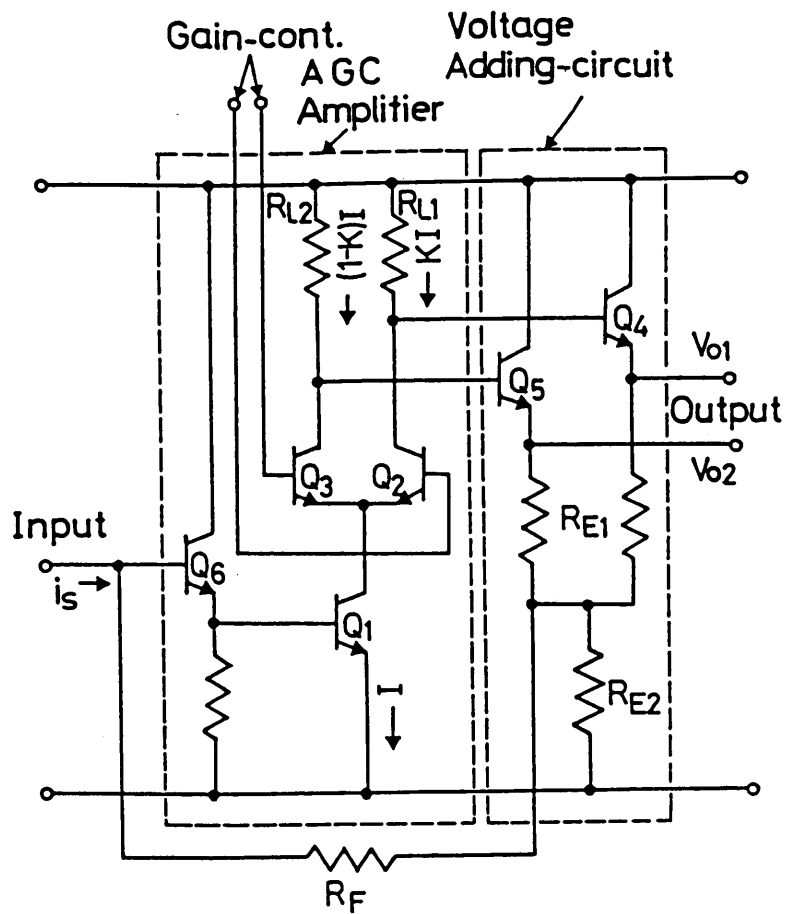 Gain-cont.
AGC
Amplitier
Voltage
Adding-circuit
RL2
(1-K)I
RL1
KI
Q4
Vo1
Q5
Output
Vo2
Q3
Q2
RE1
Input
is
Q6
Q1
I
RE2
RF